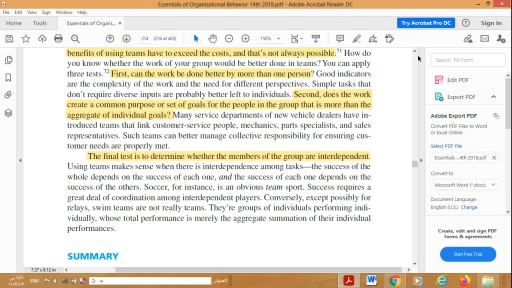 Essentials of Organizational Behavior 14th 2018.pdf - Adobe Acrobat Reader DC
File Edit View Sign Window Help
Home Tools Essentials of Organi... × Try Acrobat Pro DC Sign In
214 (216 of 403) 150%
benefits of using teams have to exceed the costs, and that's not always possible.71 How do
you know whether the work of your group would be better done in teams? You can apply
three tests.72 First, can the work be done better by more than one person? Good indicators
are the complexity of the work and the need for different perspectives. Simple tasks that
don't require diverse inputs are probably better left to individuals. Second, does the work
create a common purpose or set of goals for the people in the group that is more than the
aggregate of individual goals? Many service departments of new vehicle dealers have in-
troduced teams that link customer-service people, mechanics, parts specialists, and sales
representatives. Such teams can better manage collective responsibility for ensuring cus-
tomer needs are properly met.
The final test is to determine whether the members of the group are interdependent.
Using teams makes sense when there is interdependence among tasks—the success of the
whole depends on the success of each one, and the success of each one depends on the
success of the others. Soccer, for instance, is an obvious team sport. Success requires a
great deal of coordination among interdependent players. Conversely, except possibly for
relays, swim teams are not really teams. They're groups of individuals performing indi-
vidually, whose total performance is merely the aggregate summation of their individual
performances.
SUMMARY
7.37 x 9.12 in
Edit PDF
Export PDF
Adobe Export PDF
Convert PDF Files to Word
or Excel Online
Select PDF File
Convert to
Microsoft Word (*.docx)
Document Language:
English (U.S.) Change
Create, edit and sign PDF
forms & agreements
Start Free Trial